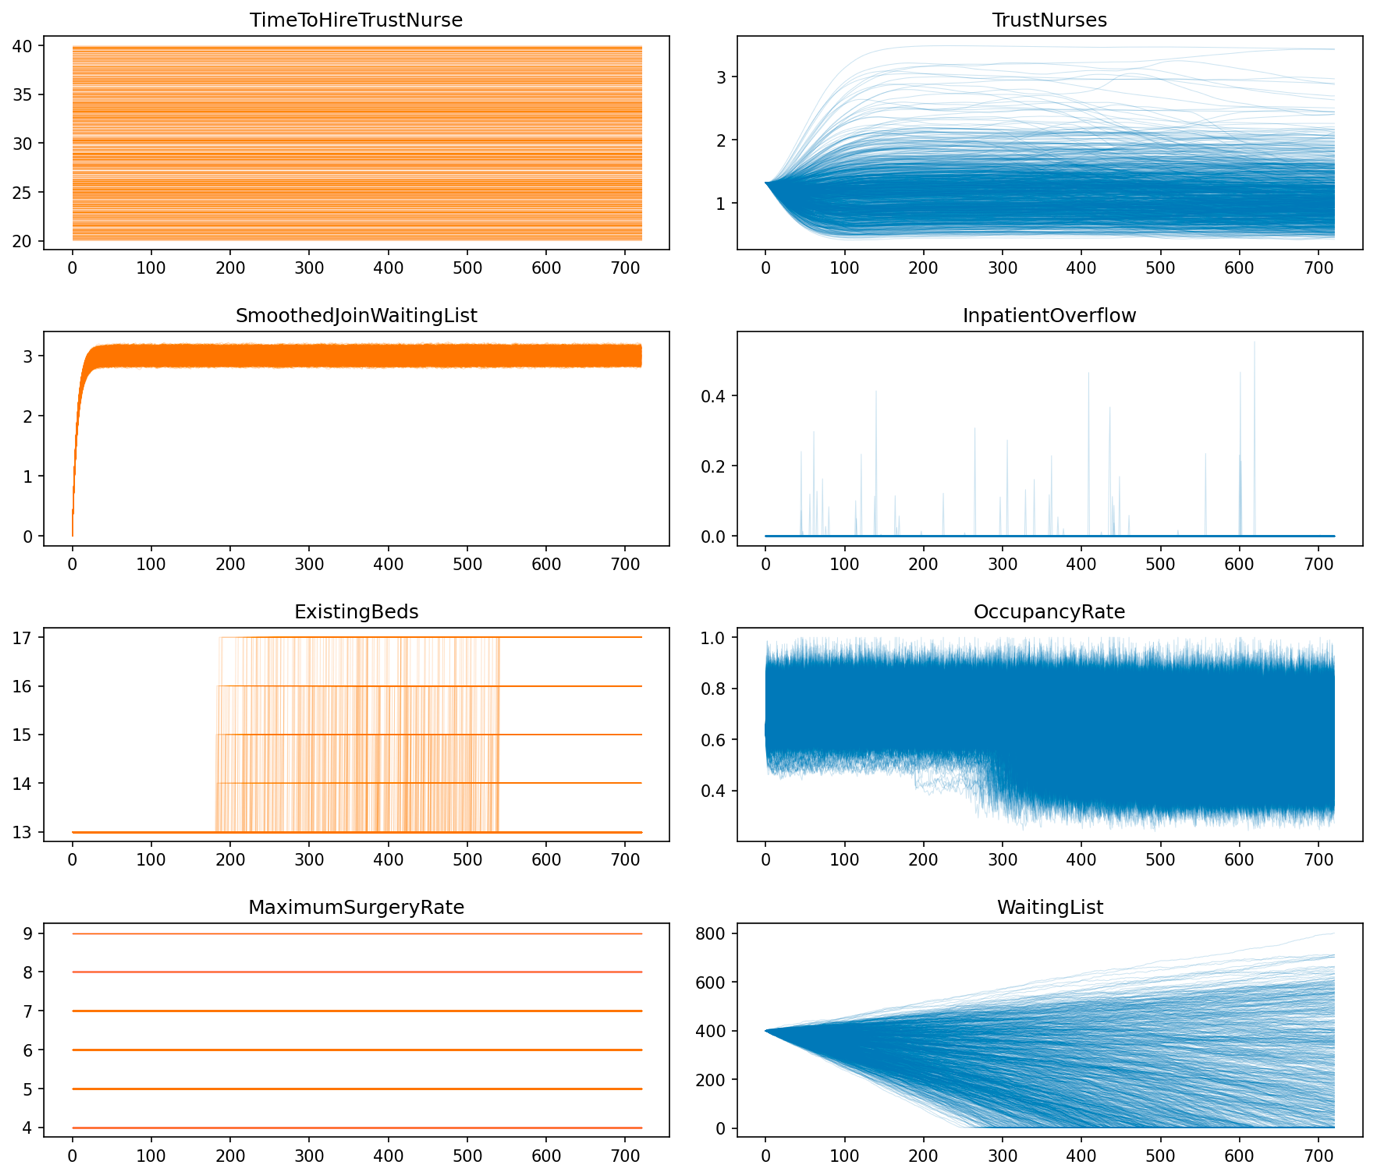 TimeToHireTrustNurse
40
35
30
25
20
0 100 200 300 400 500 600 700
TrustNurses
3
2
1
0 100 200 300 400 500 600 700
SmoothedJoinWaitingList
3
2
1
0
0 100 200 300 400 500 600 700
InpatientOverflow
0.4
0.2
0.0
0 100 200 300 400 500 600 700
ExistingBeds
17
16
15
14
13
0 100 200 300 400 500 600 700
OccupancyRate
1.0
0.8
0.6
0.4
0 100 200 300 400 500 600 700
MaximumSurgeryRate
9
8
7
6
5
4
0 100 200 300 400 500 600 700
WaitingList
800
600
400
200
0
0 100 200 300 400 500 600 700